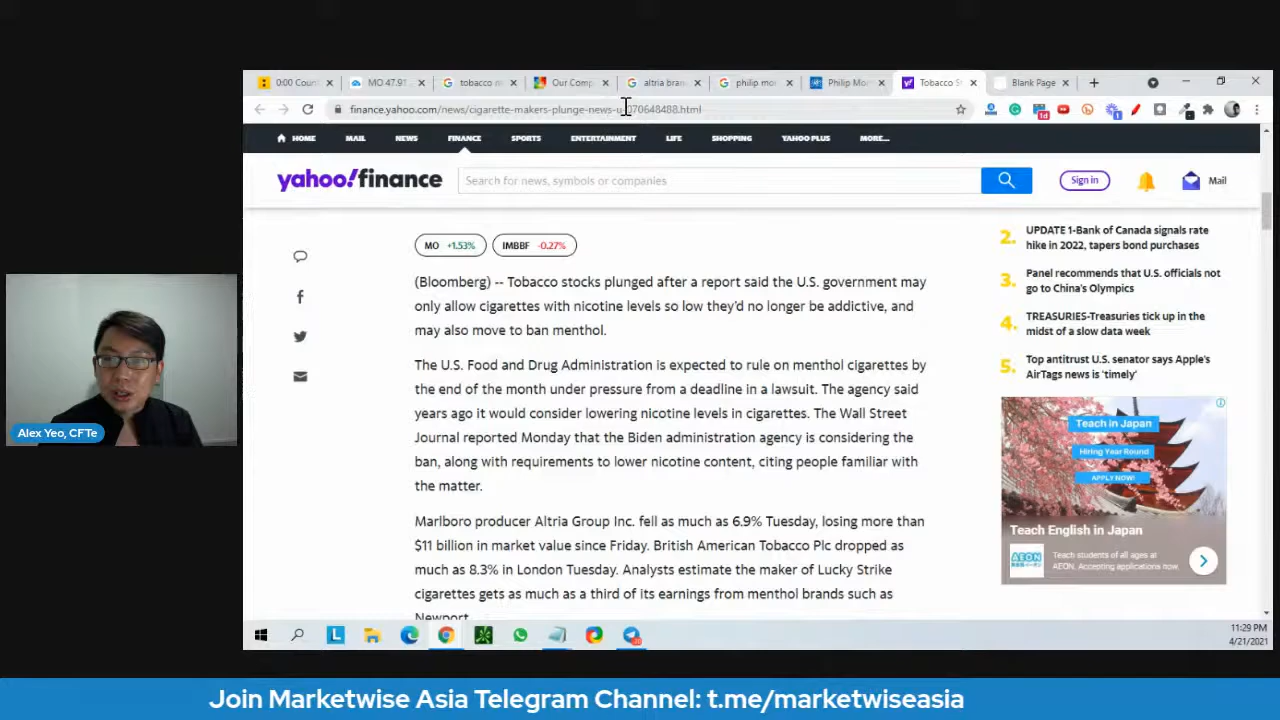 0:00 Coun
MO 47.91
tobacco n
Our Comp
altria bran
philip mo
Philip Mor
Tobacco S
Blank Page
finance.yahoo.com/news/cigarette-makers-plunge-news-u-070648488.html
1d
1
HOME
MAIL
NEWS
FINANCE
SPORTS
ENTERTAINMENT
LIFE
SHOPPING
YAHOO PLUS
MORE...
yahoo!finance
Search for news, symbols or companies
Sign in
Mail
MO +1.53%
IMBBF -0.27%
(Bloomberg) -- Tobacco stocks plunged after a report said the U.S. government may
only allow cigarettes with nicotine levels so low they'd no longer be addictive, and
may also move to ban menthol.
The U.S. Food and Drug Administration is expected to rule on menthol cigarettes by
the end of the month under pressure from a deadline in a lawsuit. The agency said
years ago it would consider lowering nicotine levels in cigarettes. The Wall Street
Journal reported Monday that the Biden administration agency is considering the
ban, along with requirements to lower nicotine content, citing people familiar with
the matter.
Marlboro producer Altria Group Inc. fell as much as 6.9% Tuesday, losing more than
$11 billion in market value since Friday. British American Tobacco Plc dropped as
much as 8.3% in London Tuesday. Analysts estimate the maker of Lucky Strike
cigarettes gets as much as a third of its earnings from menthol brands such as
Newport.
2. UPDATE 1-Bank of Canada signals rate
hike in 2022, tapers bond purchases
3. Panel recommends that U.S. officials not
go to China's Olympics
4. TREASURIES-Treasuries tick up in the
midst of a slow data week
5. Top antitrust U.S. senator says Apple's
AirTags news is 'timely'
Teach in Japan
Hiring Year Round
APPLY NOW!
Teach English in Japan
AEON
Teach students of all ages at
AEON. Accepting applications now.
Alex Yeo, CFTe
L
11:29 PM
4/21/2021
Join Marketwise Asia Telegram Channel: t.me/marketwiseasia